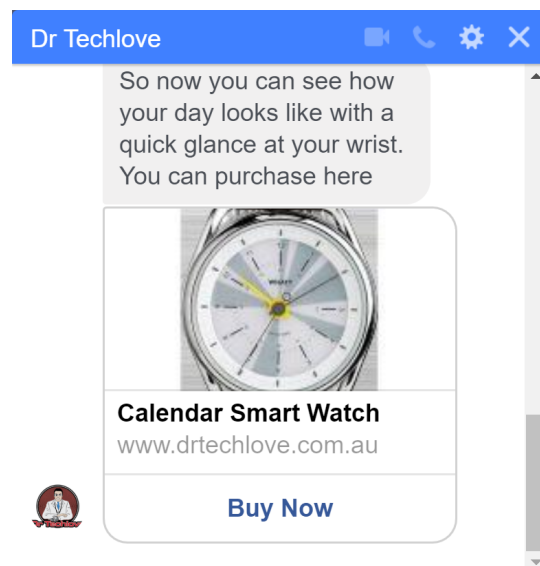 Dr Techlove
So now you can see how
your day looks like with a
quick glance at your wrist.
You can purchase here
Calendar Smart Watch
www.drtechlove.com.au
Buy Now